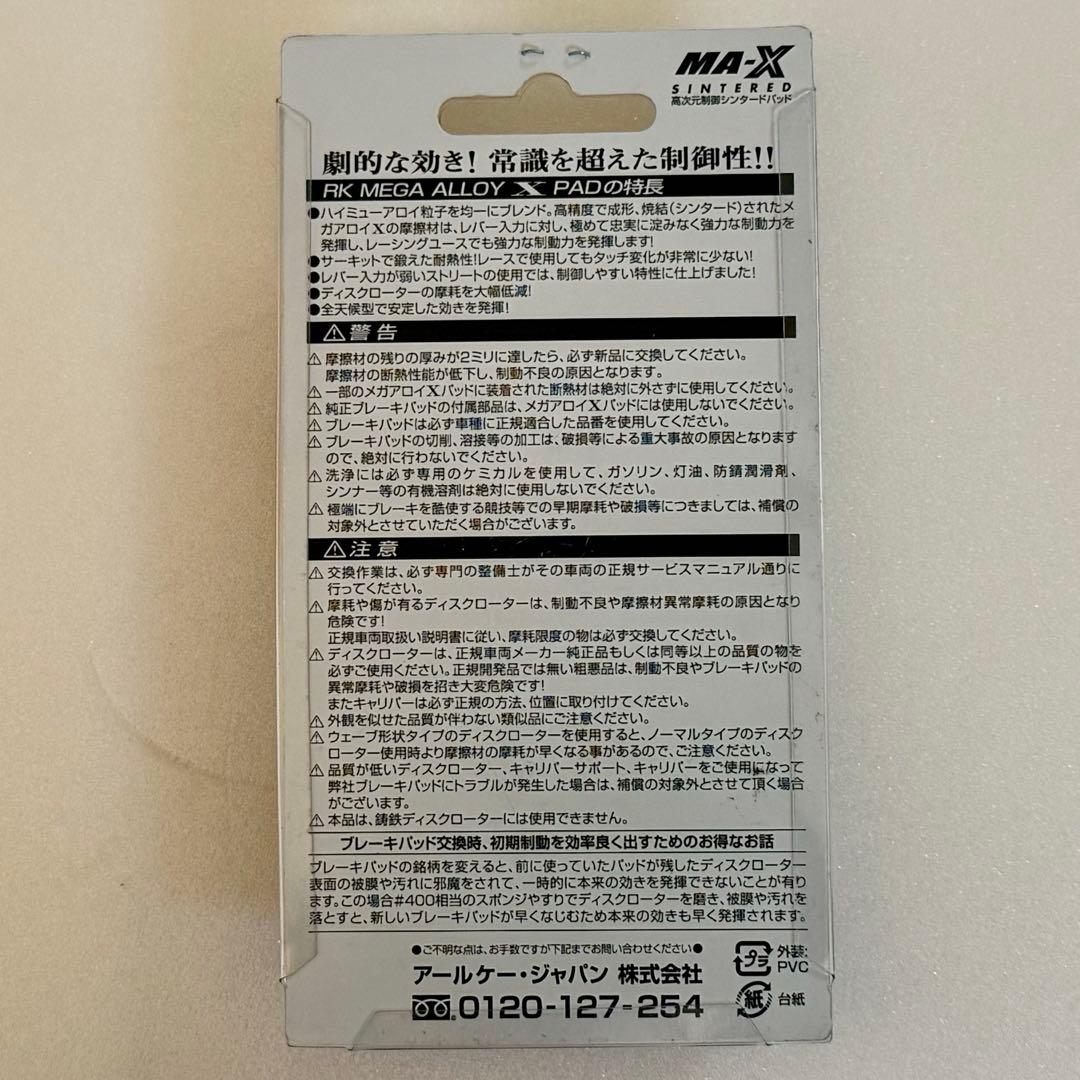 MA-X
SINTERED
高次元制御シンタードパッド
劇的な効き! 常識を超えた制御性!!
RK MEGA ALLOY X PADの特長
●ハイミューアロイ粒子を均一にブレンド。高精度で成形、焼結(シンタード)されたメ
ガアロイXの摩擦材は、レバー入力に対し、極めて忠実に淀みなく強力な制動力を
発揮し、レーシングユースでも強力な制動力を発揮します!
●サーキットで鍛えた耐熱性!レースで使用してもタッチ変化が非常に少ない!
●レバー入力が弱いストリートの使用では、制御しやすい特性に仕上げました!
●ディスクローターの摩耗を大幅低減!
●全天候型で安定した効きを発揮!
⚠警告
⚠摩擦材の残りの厚みが2ミリに達したら、必ず新品に交換してください。
摩擦材の断熱性能が低下し、制動不良の原因となります。
⚠一部のメガアロイXパッドに装着された断熱材は絶対に外さずに使用してください。
⚠純正ブレーキパッドの付属部品は、メガアロイXパッドには使用しないでください。
⚠ブレーキパッドは必ず車種に正規適合した品番を使用してください。
⚠ブレーキパッドの切削、溶接等の加工は、破損等による重大事故の原因となります
ので、絶対に行わないでください。
⚠洗浄には必ず専用のケミカルを使用して、ガソリン、灯油、防錆潤滑剤、
シンナー等の有機溶剤は絶対に使用しないでください。
⚠極端にブレーキを酷使する競技等での早期摩耗や破損等につきましては、補償の
対象外とさせていただく場合がございます。
⚠注意
⚠交換作業は、必ず専門の整備士がその車両の正規サービスマニュアル通りに
行ってください。
⚠摩耗や傷が有るディスクローターは、制動不良や摩擦材異常摩耗の原因となり
危険です!
正規車両取扱い説明書に従い、摩耗限度の物は必ず交換してください。
⚠ディスクローターは、正規車両メーカー純正品もしくは同等以上の品質の物を
必ずご使用ください。正規開発品では無い粗悪品は、制動不良やブレーキパッドの
異常摩耗や破損を招き大変危険です!
またキャリパーは必ず正規の方法、位置に取り付けてください。
⚠外観を似せた品質が伴わない類似品にご注意ください。
⚠ウェーブ形状タイプのディスクローターを使用すると、ノーマルタイプのディスク
ローター使用時より摩擦材の摩耗が早くなる事があるので、ご注意ください。
⚠品質が低いディスクローター、キャリパーサポート、キャリパーをご使用になって
弊社ブレーキパッドにトラブルが発生した場合は、補償の対象外とさせて頂く場合
がございます。
⚠本品は、鋳鉄ディスクローターには使用できません。
ブレーキパッド交換時、初期制動を効率良く出すためのお得なお話
ブレーキパッドの銘柄を変えると、前に使っていたパッドが残したディスクローター
表面の被膜や汚れに邪魔をされて、一時的に本来の効きを発揮できないことが有り
ます。この場合#400相当のスポンジやすりでディスクローターを磨き、被膜や汚れを
落とすと、新しいブレーキパッドが早くなじむため本来の効きも早く発揮されます。
●ご不明な点は、お手数ですが下記までお問い合わせください●
アールケー・ジャパン 株式会社
0120-127-254
プラ 外装:
PVC
紙 台紙